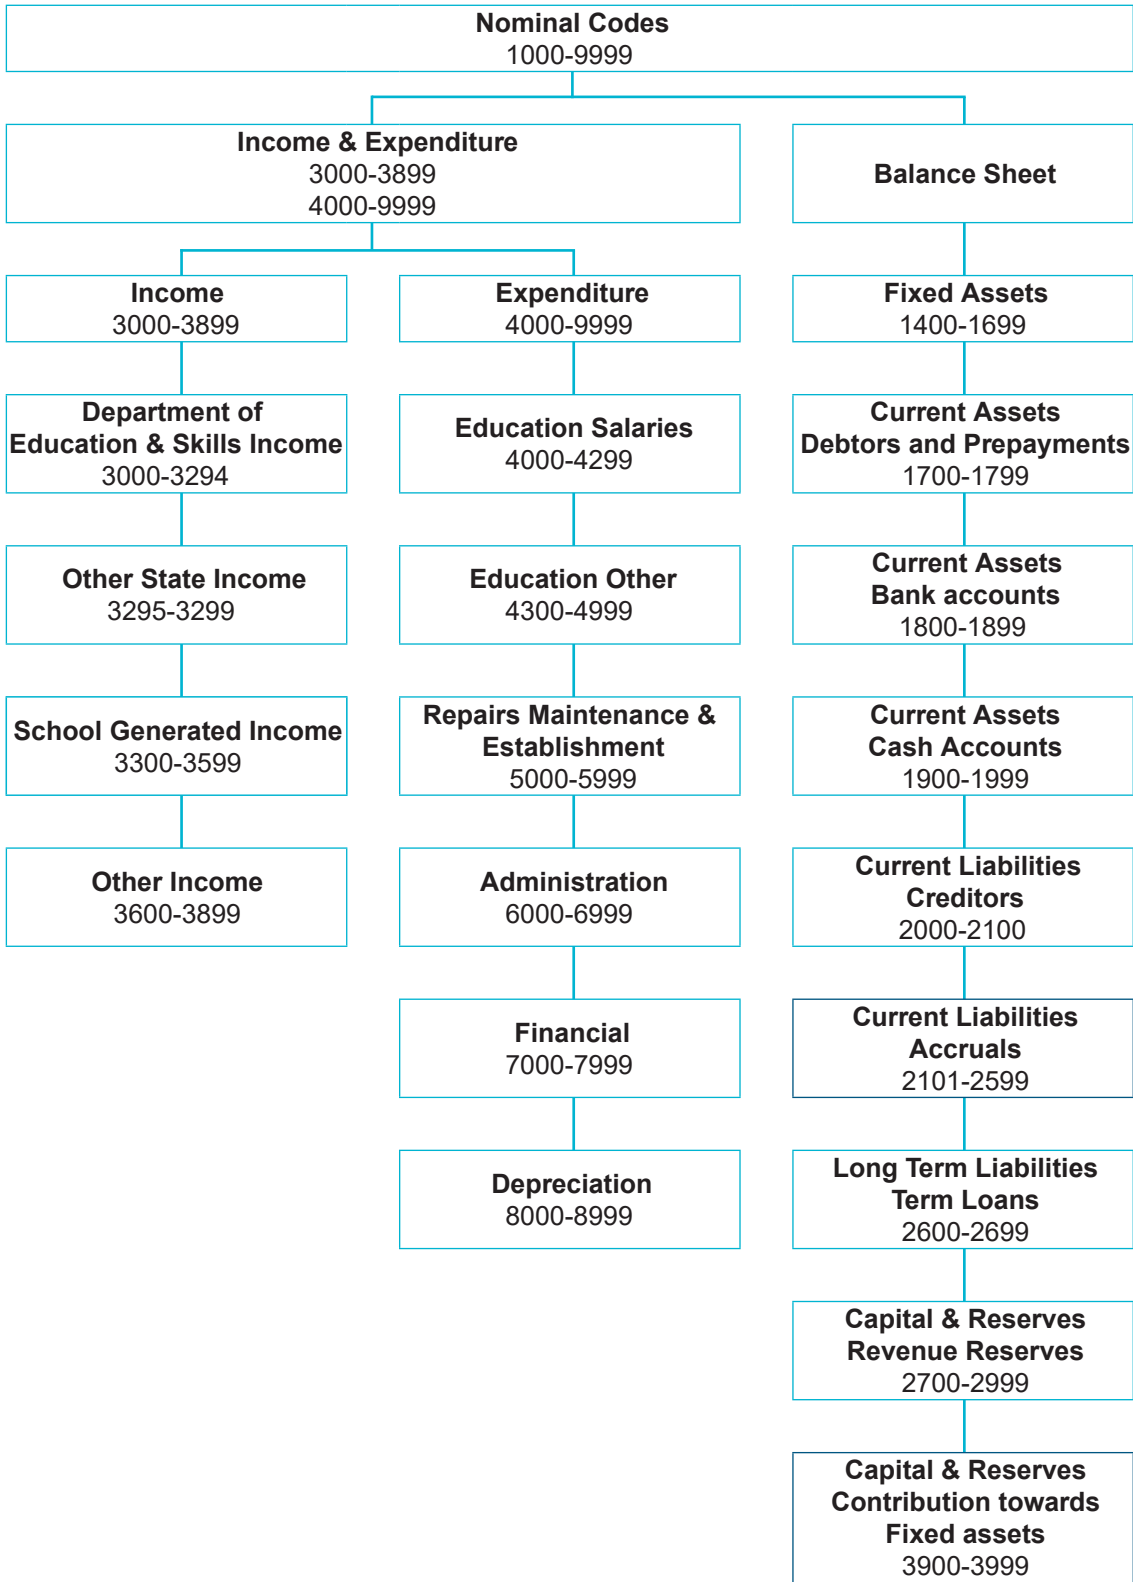 Nominal Codes
1000-9999
Income & Expenditure
3000-3899
4000-9999
Balance Sheet
Income
3000-3899
Expenditure
4000-9999
Fixed Assets
1400-1699
Department of
Education & Skills Income
3000-3294
Education Salaries
4000-4299
Current Assets
Debtors and Prepayments
1700-1799
Other State Income
3295-3299
Education Other
4300-4999
Current Assets
Bank accounts
1800-1899
School Generated Income
3300-3599
Repairs Maintenance &
Establishment
5000-5999
Current Assets
Cash Accounts
1900-1999
Other Income
3600-3899
Administration
6000-6999
Current Liabilities
Creditors
2000-2100
Financial
7000-7999
Current Liabilities
Accruals
2101-2599
Depreciation
8000-8999
Long Term Liabilities
Term Loans
2600-2699
Capital & Reserves
Revenue Reserves
2700-2999
Capital & Reserves
Contribution towards
Fixed assets
3900-3999